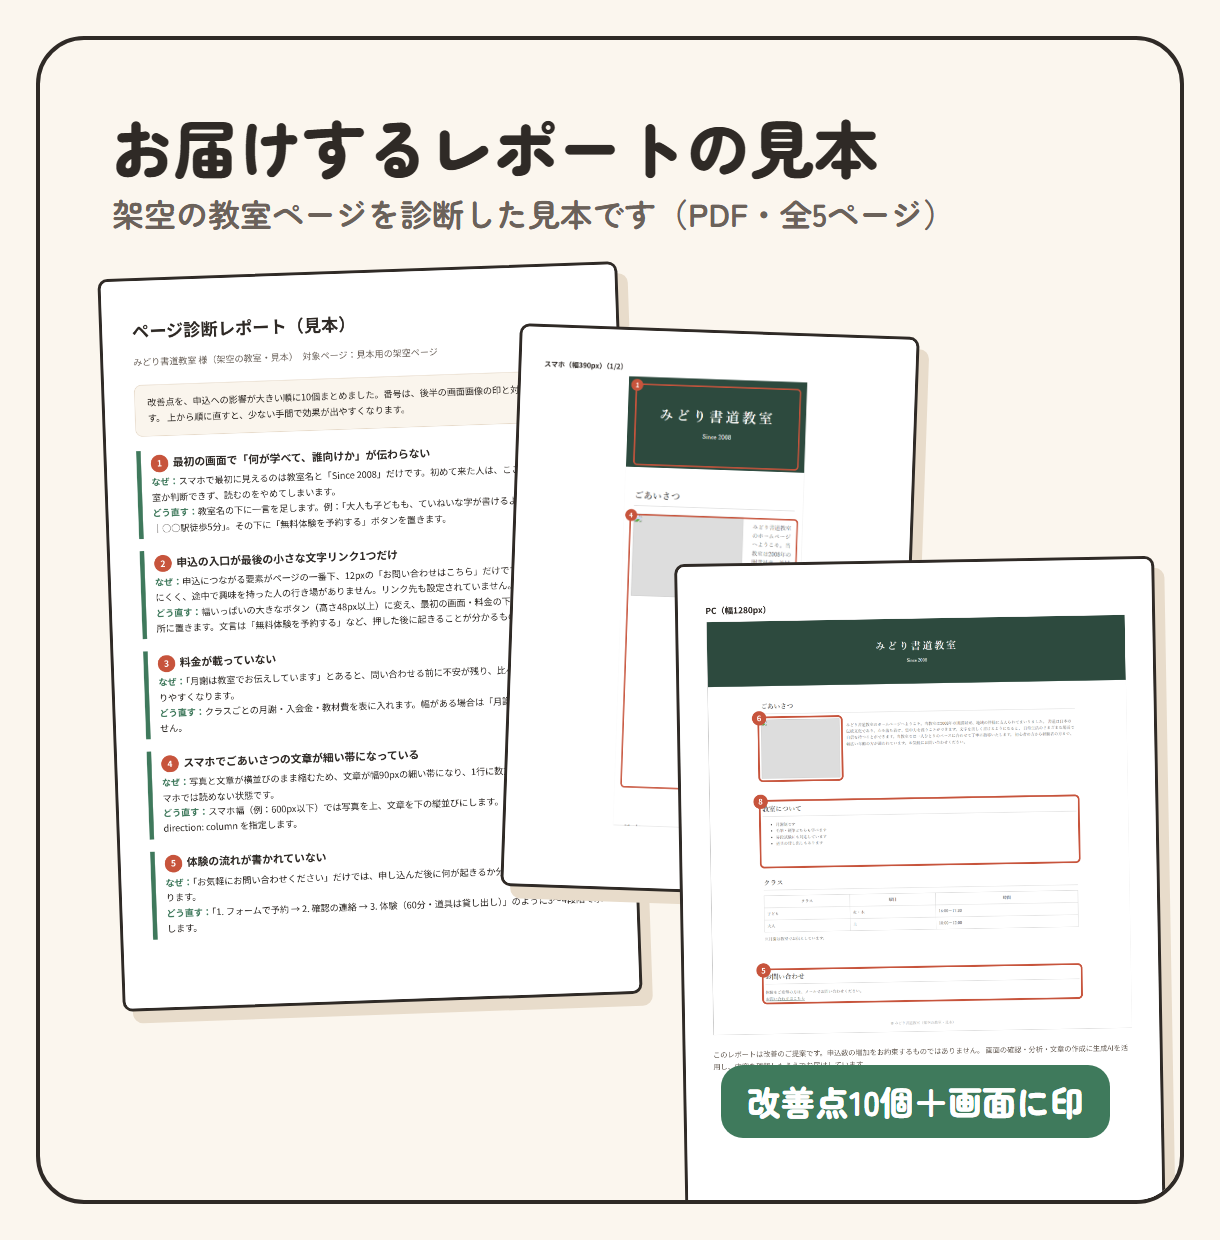 お届けするレポートの見本
架空の教室ページを診断した見本です（PDF・全5ページ）
ページ診断レポート（見本）
みどり書道教室 様（架空の教室・見本） 対象ページ：見本用の架空ページ
改善点を、申込への影響が大きい順に10個まとめました。番号は、後半の画面画像の印と対
す。 上から順に直すと、少ない手間で効果が出やすくなります。
1 最初の画面で「何が学べて、誰向けか」が伝わらない
なぜ：スマホで最初に見えるのは教室名と「Since 2008」だけです。初めて来た人は、ここ
室か判断できず、読むのをやめてしまいます。
どう直す：教室名の下に一言を足します。例：「大人も子どもも、ていねいな字が書けるよ
｜〇〇駅徒歩5分」。その下に「無料体験を予約する」ボタンを置きます。
2 申込の入口が最後の小さな文字リンク1つだけ
なぜ：申込につながる要素がページの一番下、12pxの「お問い合わせはこちら」だけで
にくく、途中で興味を持った人の行き場がありません。リンク先も設定されていません。
どう直す：幅いっぱいの大きなボタン（高さ48px以上）に変え、最初の画面・料金の下
所に置きます。文言は「無料体験を予約する」など、押した後に起きることが分かるも
3 料金が載っていない
なぜ：「月謝は教室でお伝えしています」とあると、問い合わせる前に不安が残り、比
りやすくなります。
どう直す：クラスごとの月謝・入会金・教材費を表に入れます。幅がある場合は「月
せん。
4 スマホでごあいさつの文章が細い帯になっている
なぜ：写真と文章が横並びのまま縮むため、文章が幅90pxの細い帯になり、1行に数
マホでは読めない状態です。
どう直す：スマホ幅（例：600px以下）では写真を上、文章を下の縦並びにします。
direction: column を指定します。
5 体験の流れが書かれていない
なぜ：「お気軽にお問い合わせください」だけでは、申し込んだ後に何が起きるか分
ります。
どう直す：「1. フォームで予約 → 2. 確認の連絡 → 3. 体験（60分・道具は貸し出し）」のように3〜4段階で
します。
スマホ（幅390px）（1/2）
1
みどり書道教室
Since 2008
ごあいさつ
4
みどり書道教室
のホームページ
へようこそ。当
教室は2008年の
PC（幅1280px）
みどり書道教室
Since 2008
ごあいさつ
6
8
教室について
クラス
5
お問い合わせ
このレポートは改善のご提案です。申込数の増加をお約束するものではありません。 画面の確認・分析・文章の作成に生成AIを活
改善点10個＋画面に印